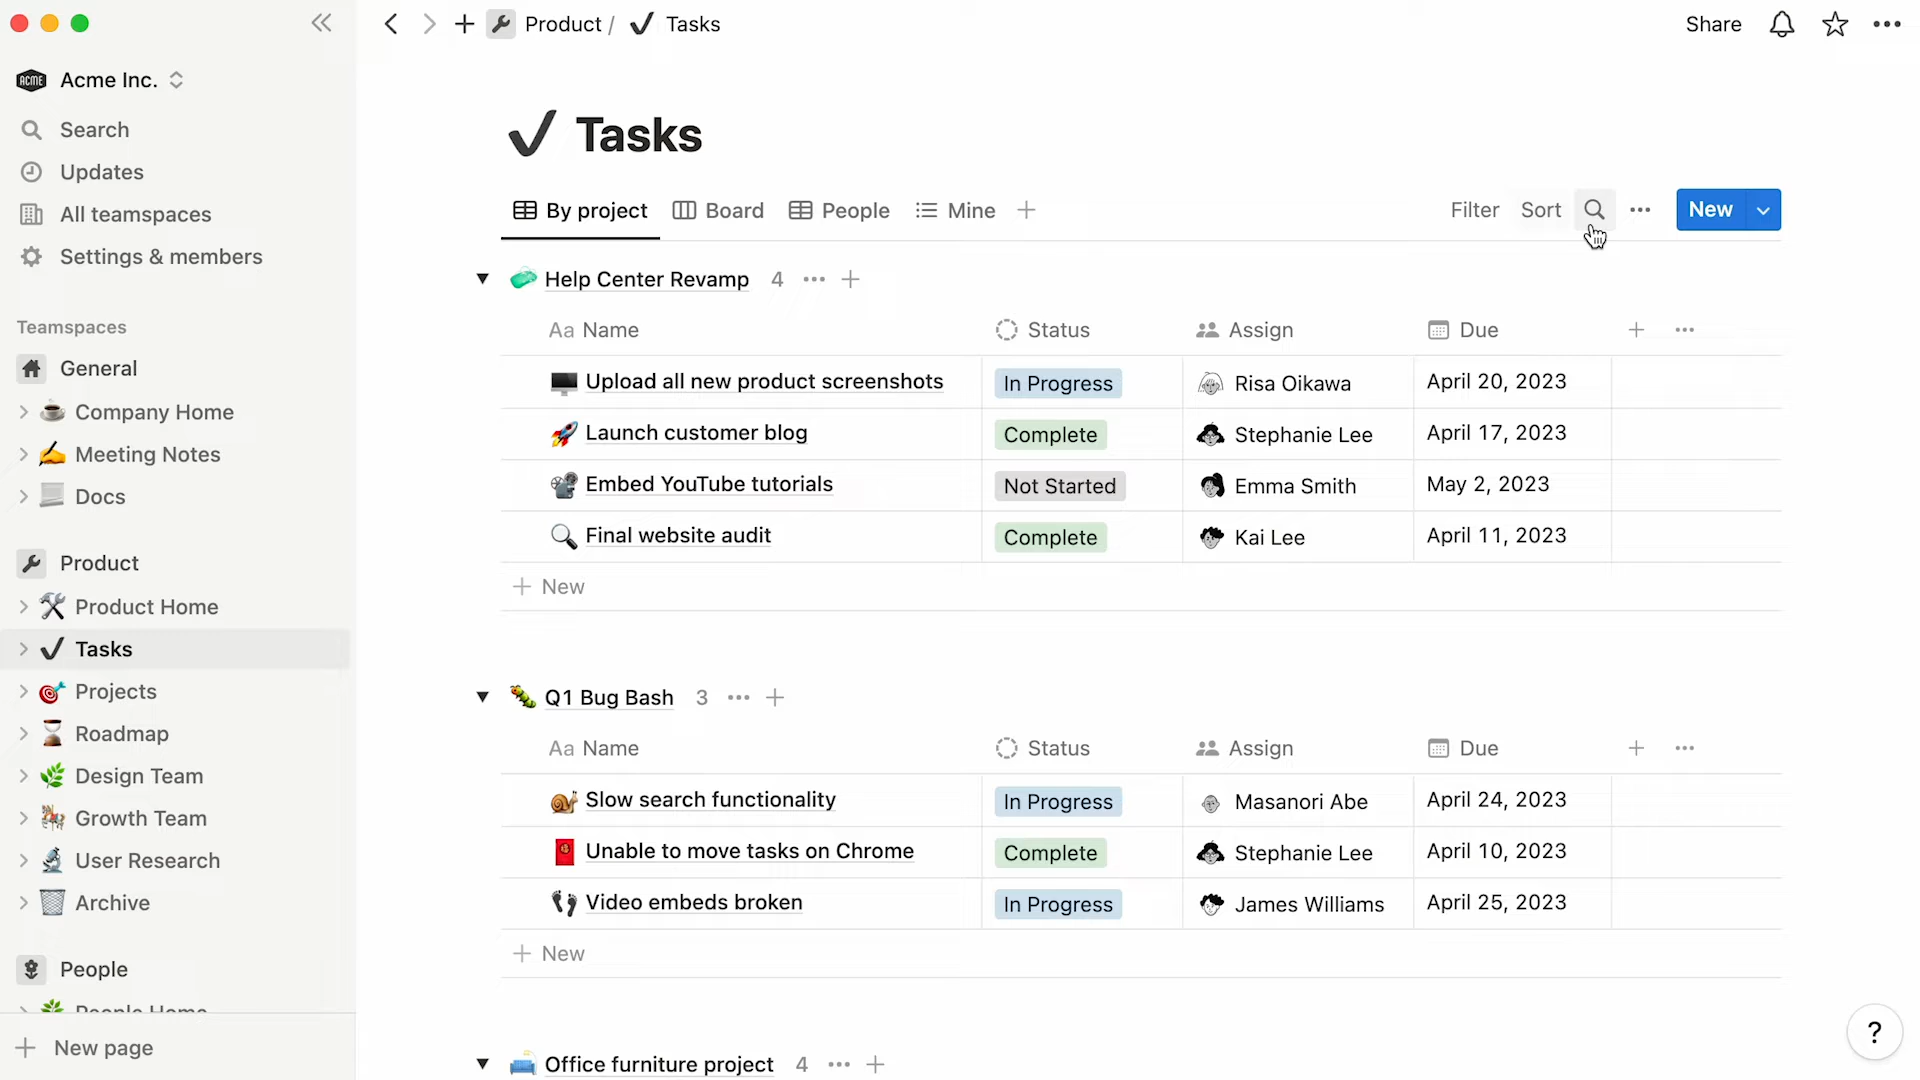 Product / Tasks
Share
ACME Acme Inc.
Search
Updates
All teamspaces
Settings & members
Teamspaces
General
Company Home
Meeting Notes
Docs
Product
Product Home
Tasks
Projects
Roadmap
Design Team
Growth Team
User Research
Archive
People
People Home
New page
Tasks
By project Board People Mine
Filter Sort New
Help Center Revamp 4
Aa Name Status Assign Due
Upload all new product screenshots In Progress Risa Oikawa April 20, 2023
Launch customer blog Complete Stephanie Lee April 17, 2023
Embed YouTube tutorials Not Started Emma Smith May 2, 2023
Final website audit Complete Kai Lee April 11, 2023
New
Q1 Bug Bash 3
Aa Name Status Assign Due
Slow search functionality In Progress Masanori Abe April 24, 2023
Unable to move tasks on Chrome Complete Stephanie Lee April 10, 2023
Video embeds broken In Progress James Williams April 25, 2023
New
Office furniture project 4
?